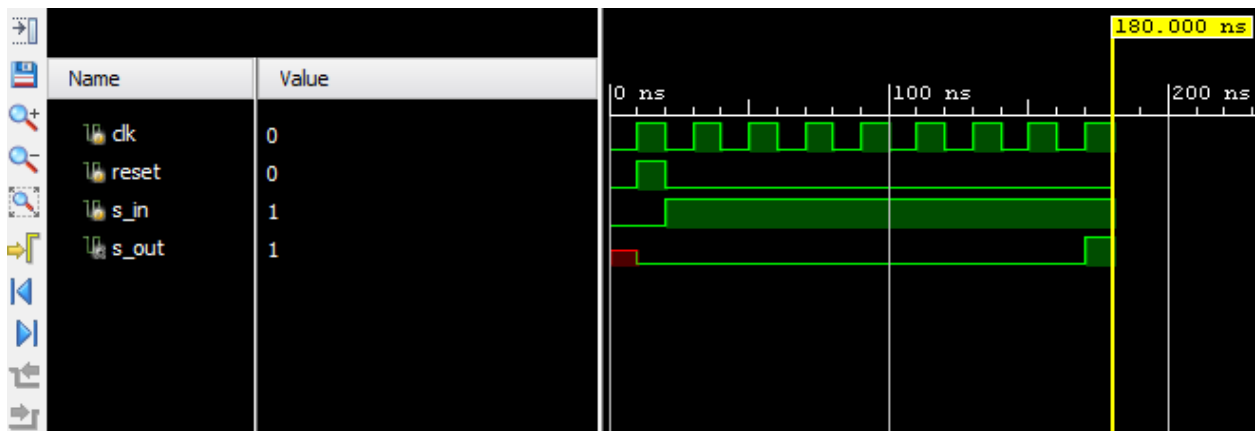 180.000 ns
Name Value
0 ns 100 ns 200 ns
clk 0
reset 0
s_in 1
s_out 1